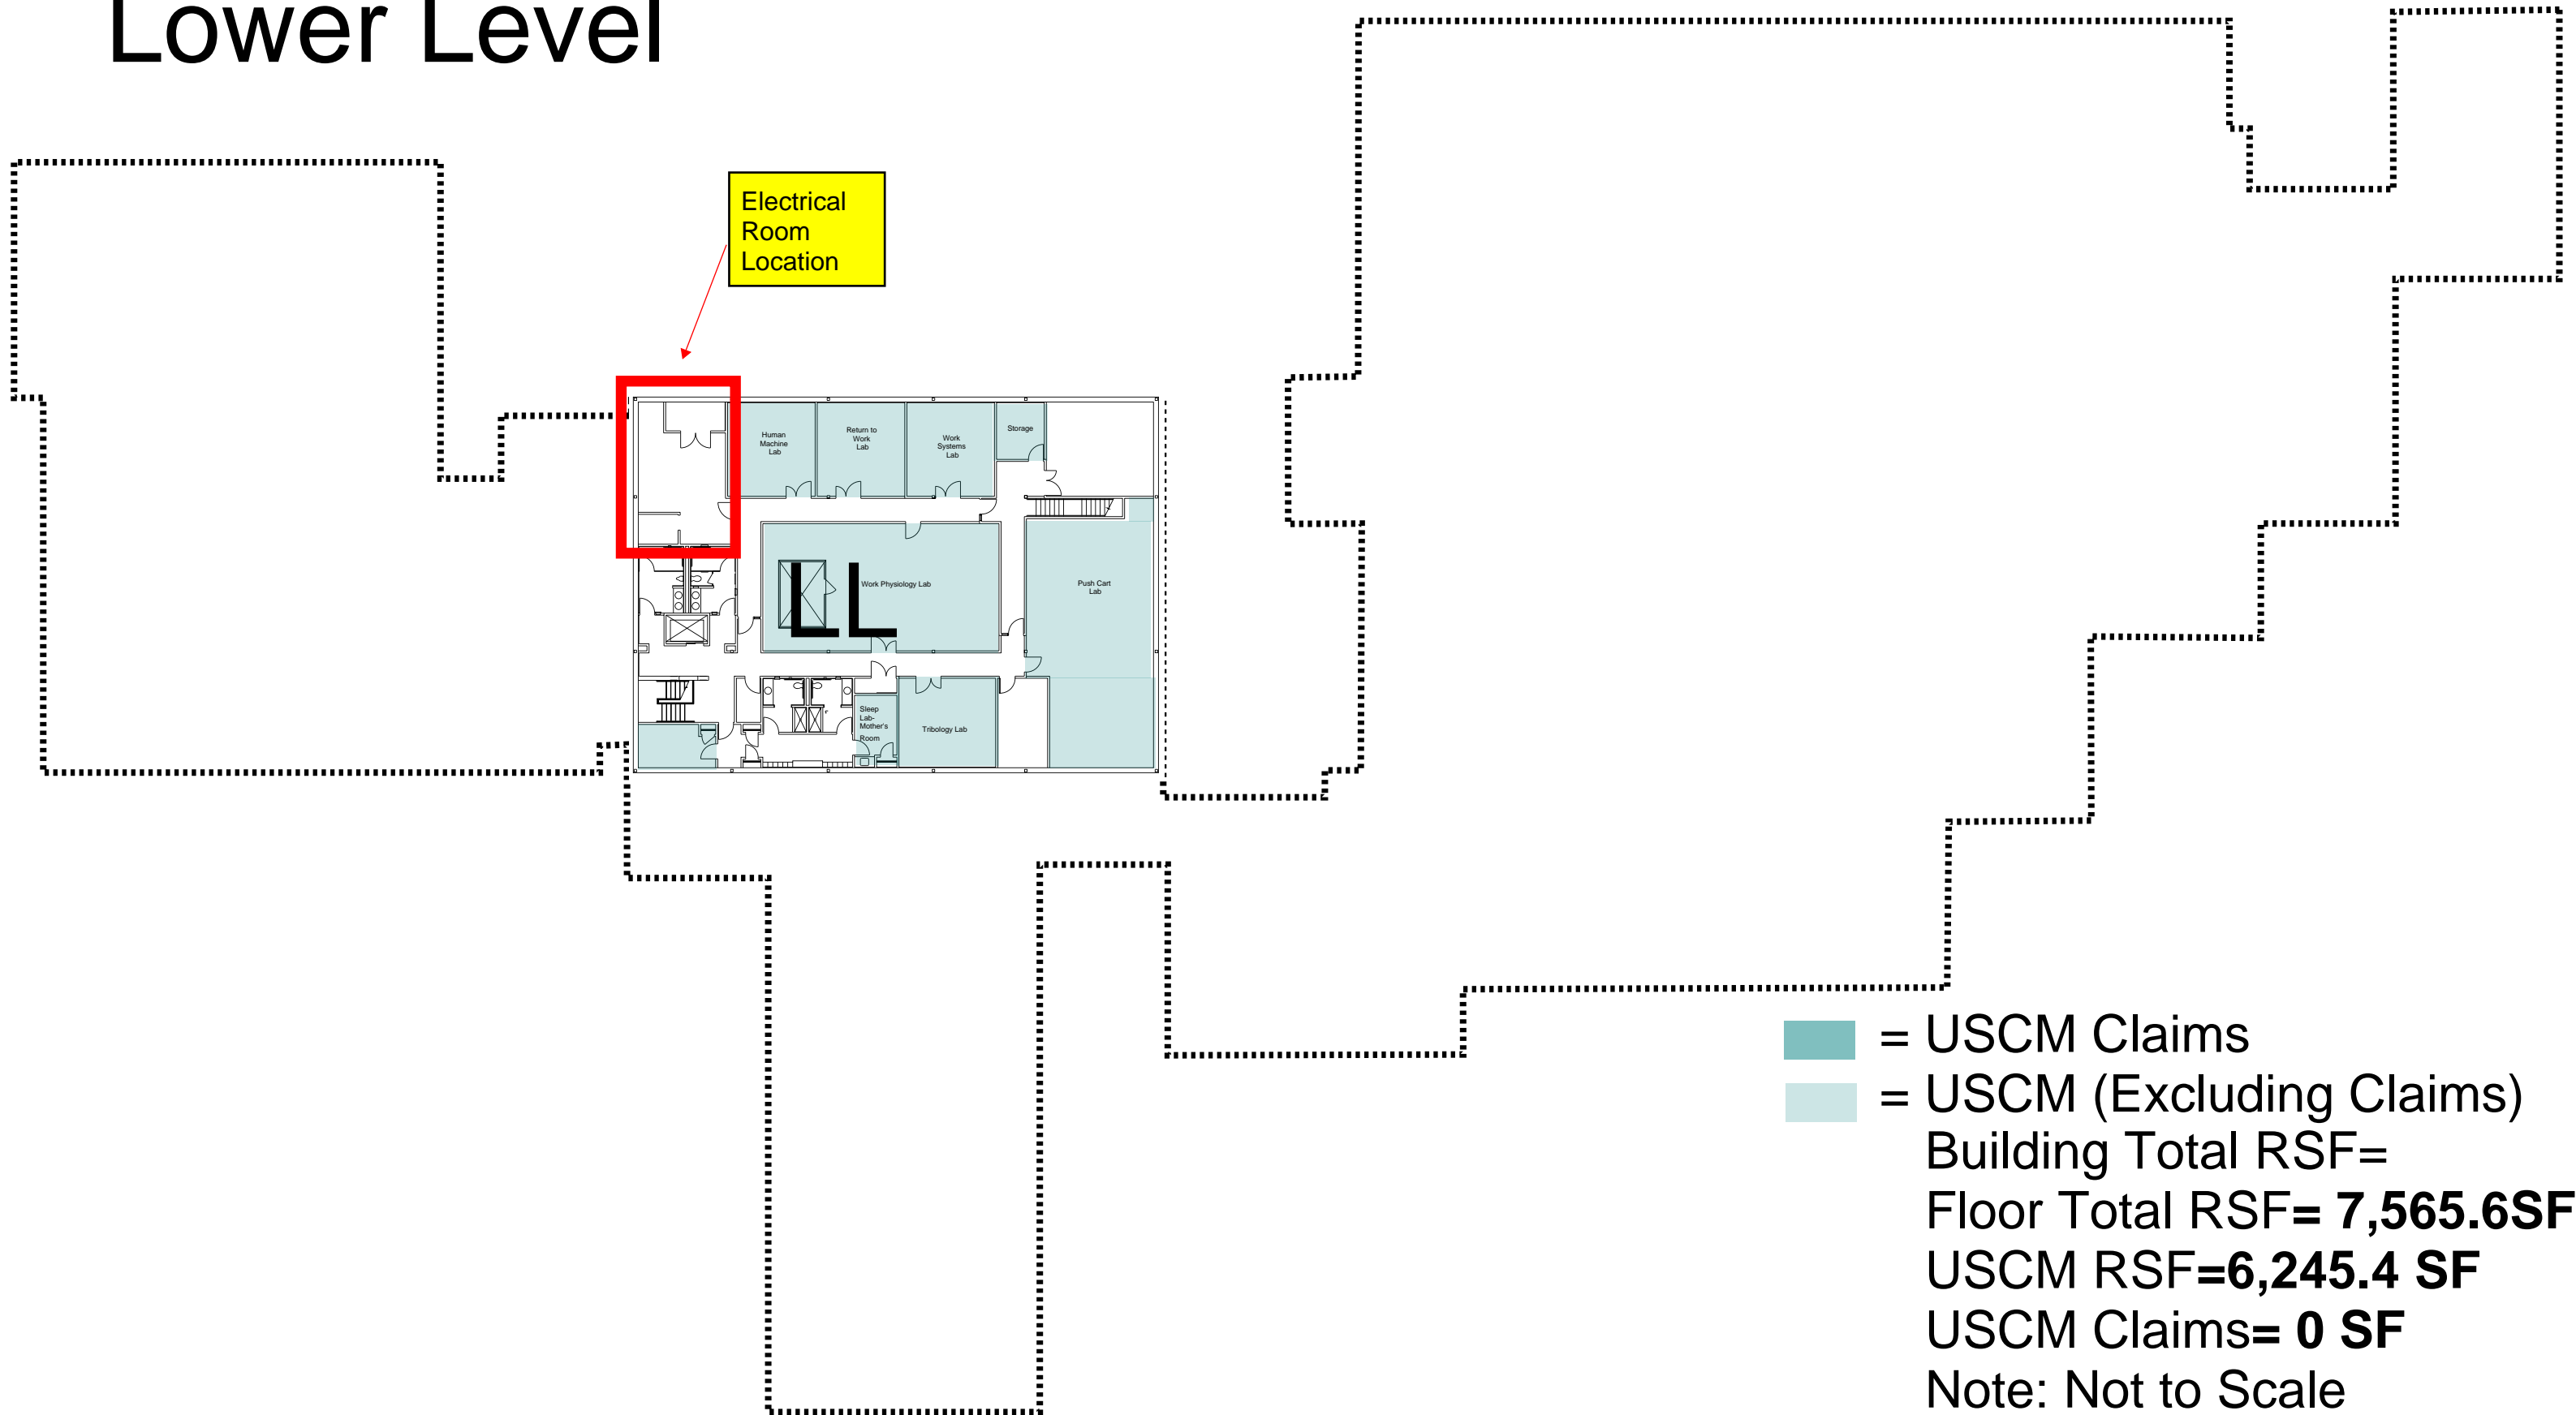 Lower Level
Electrical
Room
Location
Human
Machine
Lab
Return to
Work
Lab
Work
Systems
Lab
Storage
Work Physiology Lab
LL
Push Cart
Lab
Sleep
Lab-
Mother's
Room
Tribology Lab
= USCM Claims
= USCM (Excluding Claims)
Building Total RSF=
Floor Total RSF= 7,565.6SF
USCM RSF=6,245.4 SF
USCM Claims= 0 SF
Note: Not to Scale